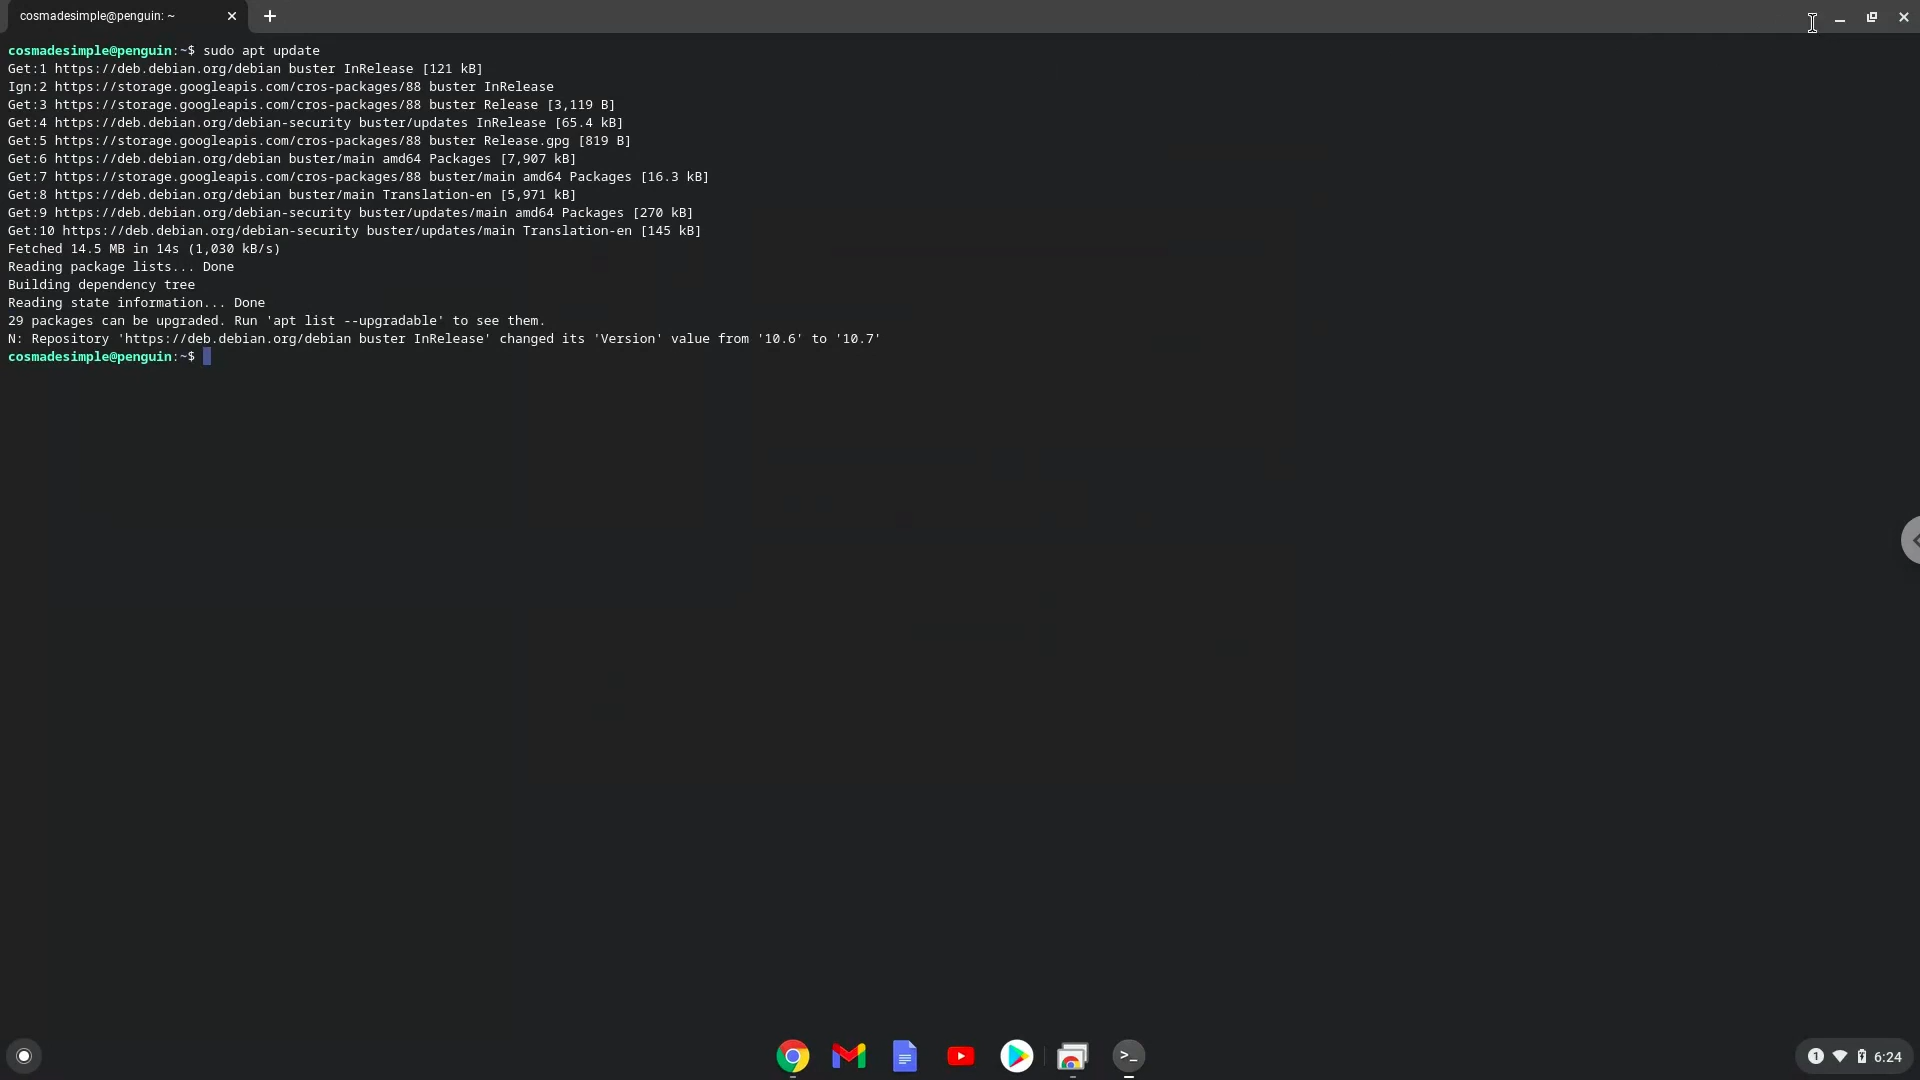 cosmadesimple@penguin: ~
cosmadesimple@penguin:~$ sudo apt update
Get:1 https://deb.debian.org/debian buster InRelease [121 kB]
Ign:2 https://storage.googleapis.com/cros-packages/88 buster InRelease
Get:3 https://storage.googleapis.com/cros-packages/88 buster Release [3,119 B]
Get:4 https://deb.debian.org/debian-security buster/updates InRelease [65.4 kB]
Get:5 https://storage.googleapis.com/cros-packages/88 buster Release.gpg [819 B]
Get:6 https://deb.debian.org/debian buster/main amd64 Packages [7,907 kB]
Get:7 https://storage.googleapis.com/cros-packages/88 buster/main amd64 Packages [16.3 kB]
Get:8 https://deb.debian.org/debian buster/main Translation-en [5,971 kB]
Get:9 https://deb.debian.org/debian-security buster/updates/main amd64 Packages [270 kB]
Get:10 https://deb.debian.org/debian-security buster/updates/main Translation-en [145 kB]
Fetched 14.5 MB in 14s (1,030 kB/s)
Reading package lists... Done
Building dependency tree
Reading state information... Done
29 packages can be upgraded. Run 'apt list --upgradable' to see them.
N: Repository 'https://deb.debian.org/debian buster InRelease' changed its 'Version' value from '10.6' to '10.7'
cosmadesimple@penguin:~$
>_
1 6:24